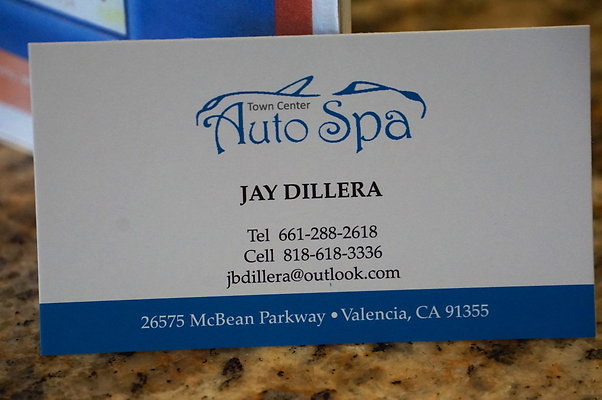 Town Center
Auto Spa
JAY DILLERA
Tel 661-288-2618
Cell 818-618-3336
jbdillera@outlook.com
26575 McBean Parkway • Valencia, CA 91355